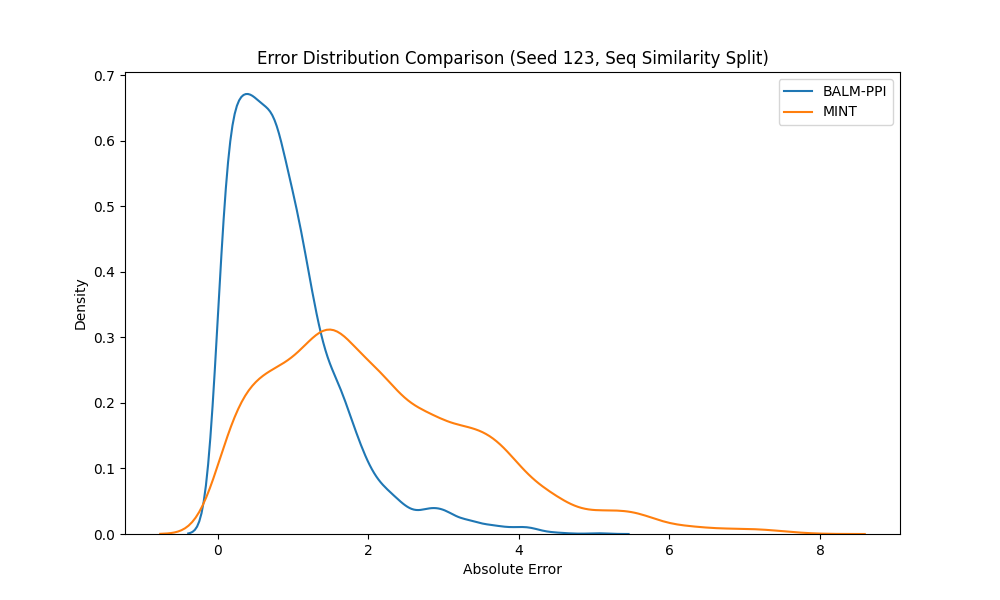 Error Distribution Comparison (Seed 123, Seq Similarity Split)
BALM-PPI
MINT
0.7
0.6
0.5
0.4
0.3
0.2
0.1
0.0
Density
0 2 4 6 8
Absolute Error